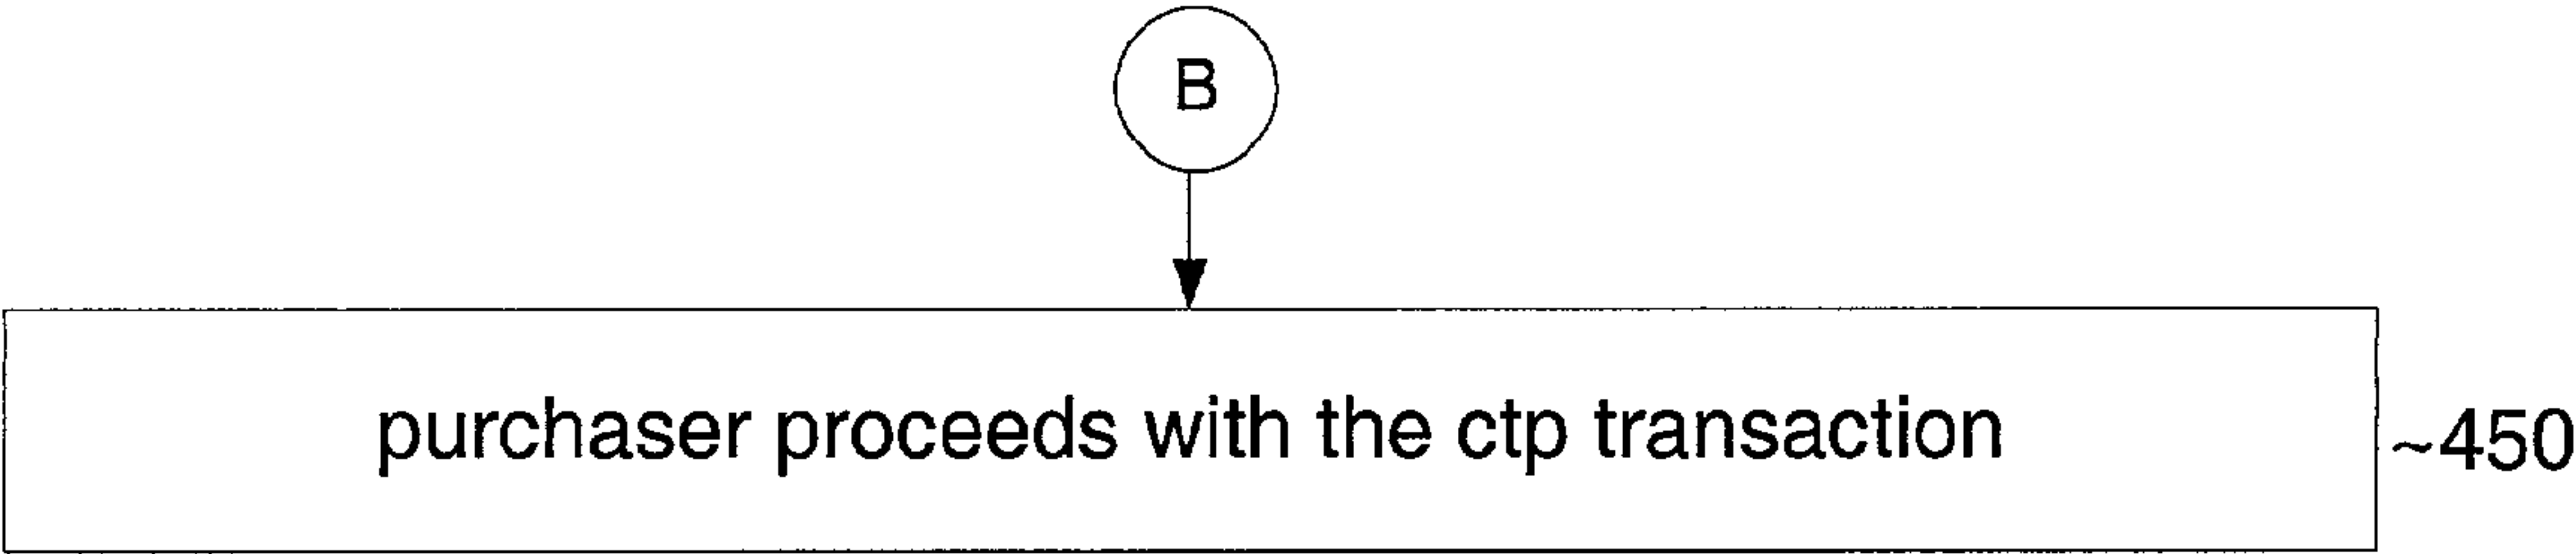 B
purchaser proceeds with the ctp transaction
~450